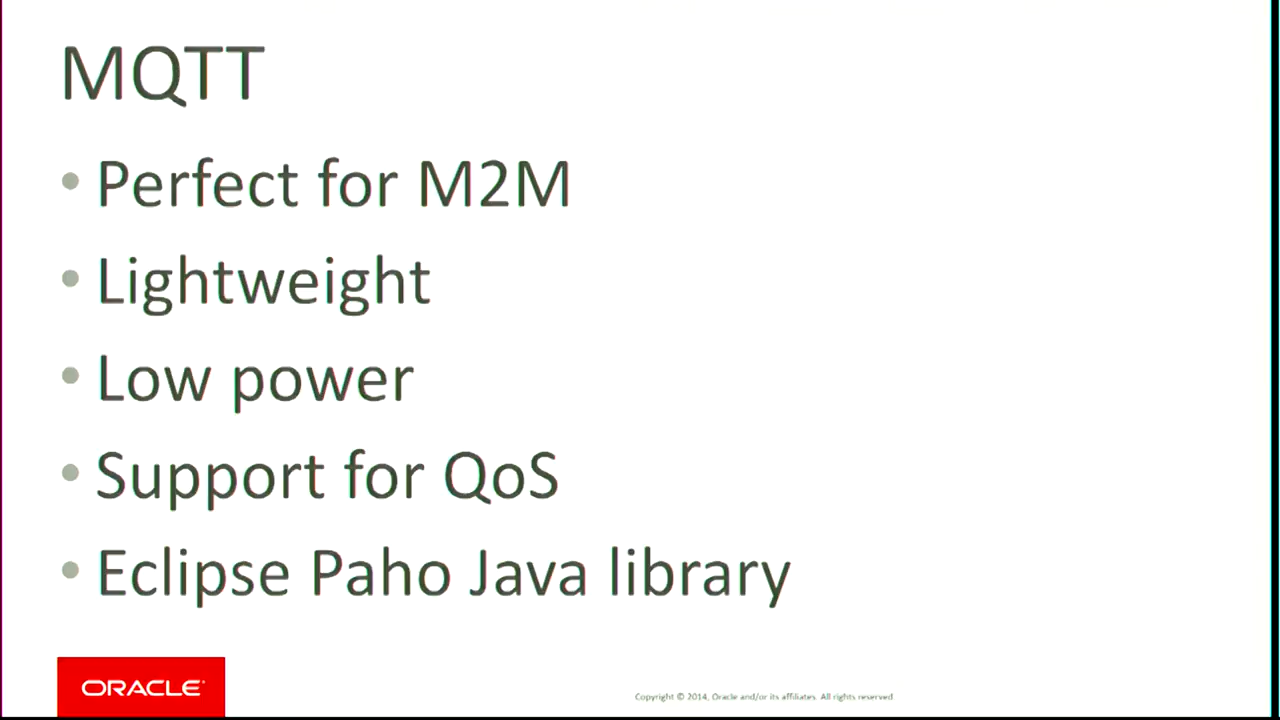 MQTT
• Perfect for M2M
• Lightweight
• Low power
• Support for QoS
• Eclipse Paho Java library
ORACLE®
Copyright © 2014, Oracle and/or its affiliates. All rights reserved